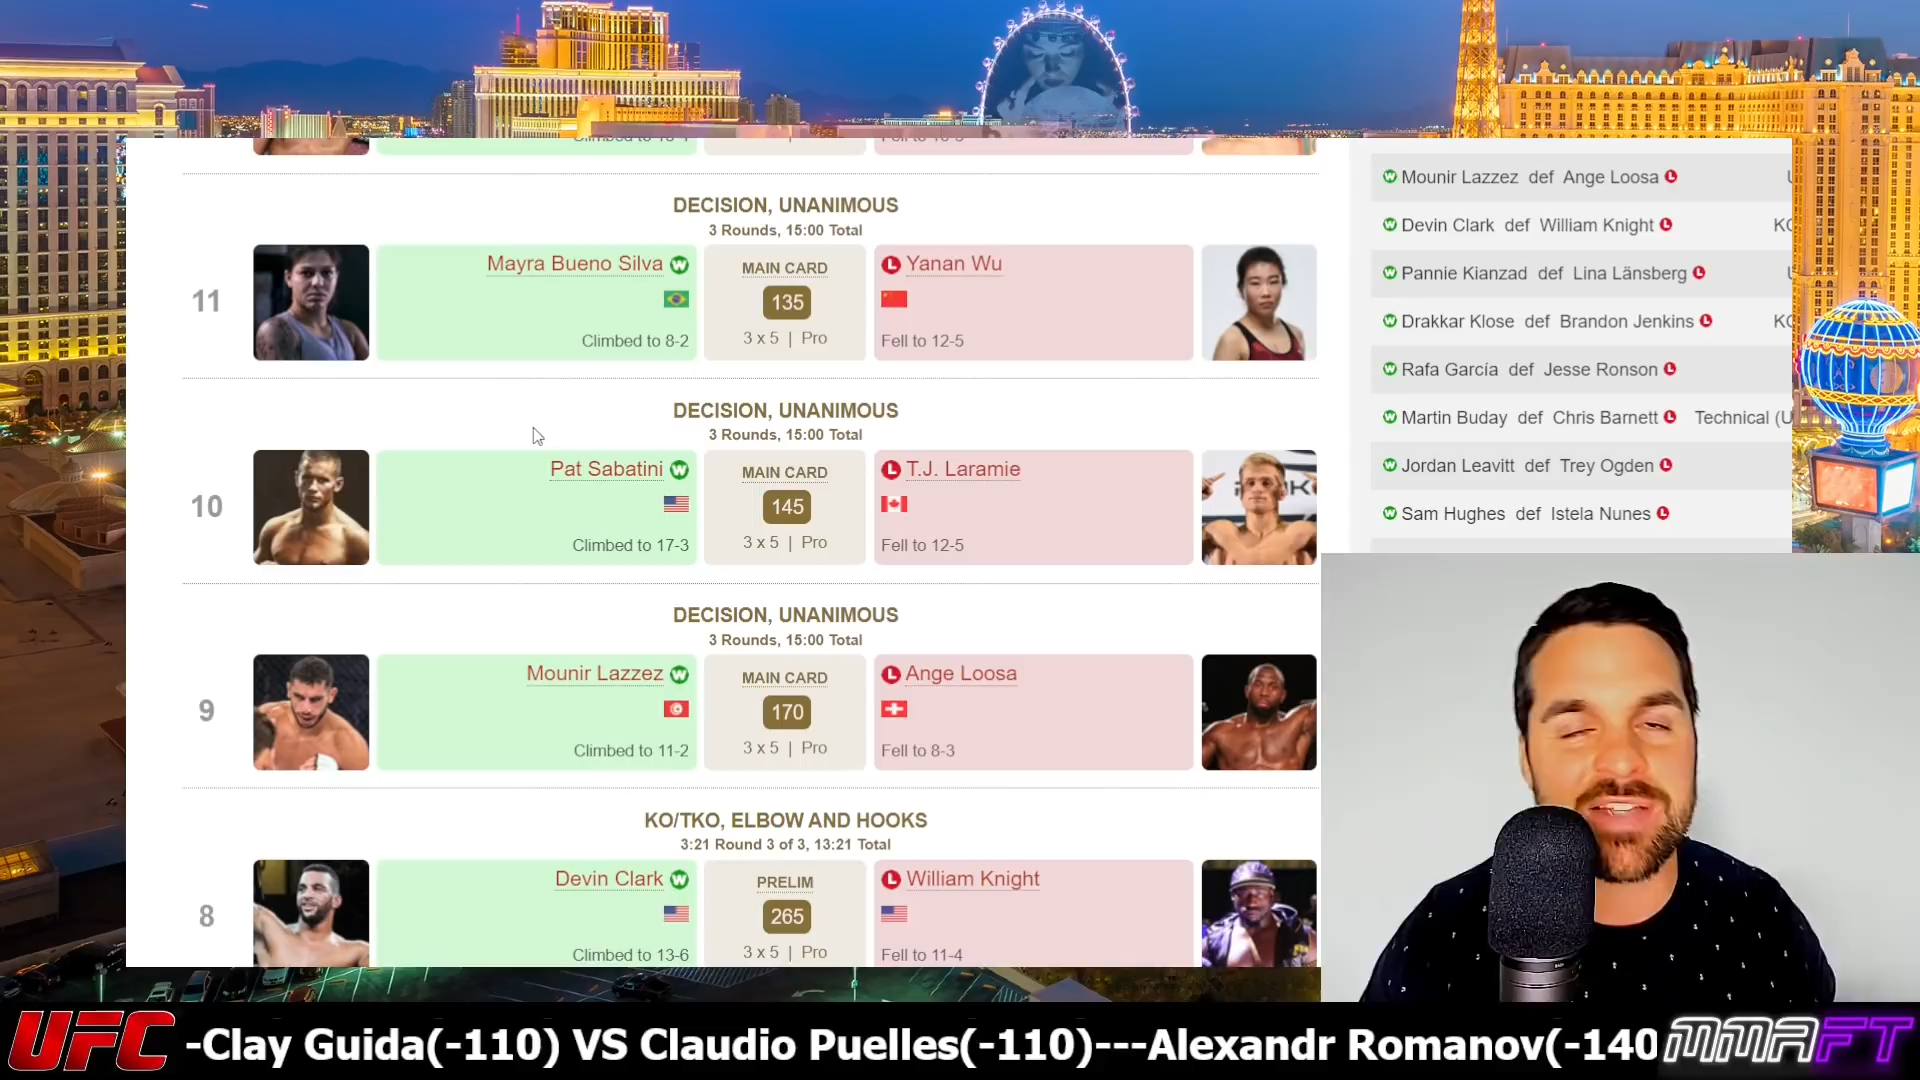 DECISION, UNANIMOUS
3 Rounds, 15:00 Total
11
Mayra Bueno Silva W
Climbed to 8-2
MAIN CARD
135
3 x 5 | Pro
L Yanan Wu
Fell to 12-5
DECISION, UNANIMOUS
3 Rounds, 15:00 Total
10
Pat Sabatini W
Climbed to 17-3
MAIN CARD
145
3 x 5 | Pro
L T.J. Laramie
Fell to 12-5
DECISION, UNANIMOUS
3 Rounds, 15:00 Total
9
Mounir Lazzez W
Climbed to 11-2
MAIN CARD
170
3 x 5 | Pro
L Ange Loosa
Fell to 8-3
KO/TKO, ELBOW AND HOOKS
3:21 Round 3 of 3, 13:21 Total
8
Devin Clark W
Climbed to 13-6
PRELIM
265
3 x 5 | Pro
L William Knight
Fell to 11-4
W Mounir Lazzez def Ange Loosa L
W Devin Clark def William Knight L
W Pannie Kianzad def Lina Länsberg L
W Drakkar Klose def Brandon Jenkins L
W Rafa García def Jesse Ronson L
W Martin Buday def Chris Barnett L Technical (U
W Jordan Leavitt def Trey Ogden L
W Sam Hughes def Istela Nunes L
UFC -Clay Guida(-110) VS Claudio Puelles(-110)---Alexandr Romanov(-140 MMAFT